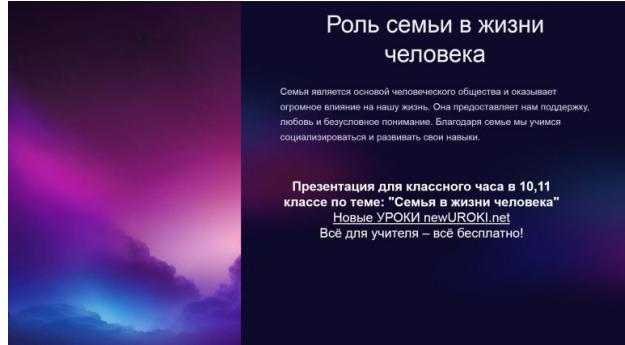 Роль семьи в жизни
человека
Семья является основой человеческого общества и оказывает
огромное влияние на нашу жизнь. Она предоставляет нам поддержку,
любовь и безусловное понимание. Благодаря семье мы учимся
социализироваться и развивать свои навыки.
Презентация для классного часа в 10,11
классе по теме: "Семья в жизни человека"
Новые УРОКИ newUROKI.net
Всё для учителя – всё бесплатно!